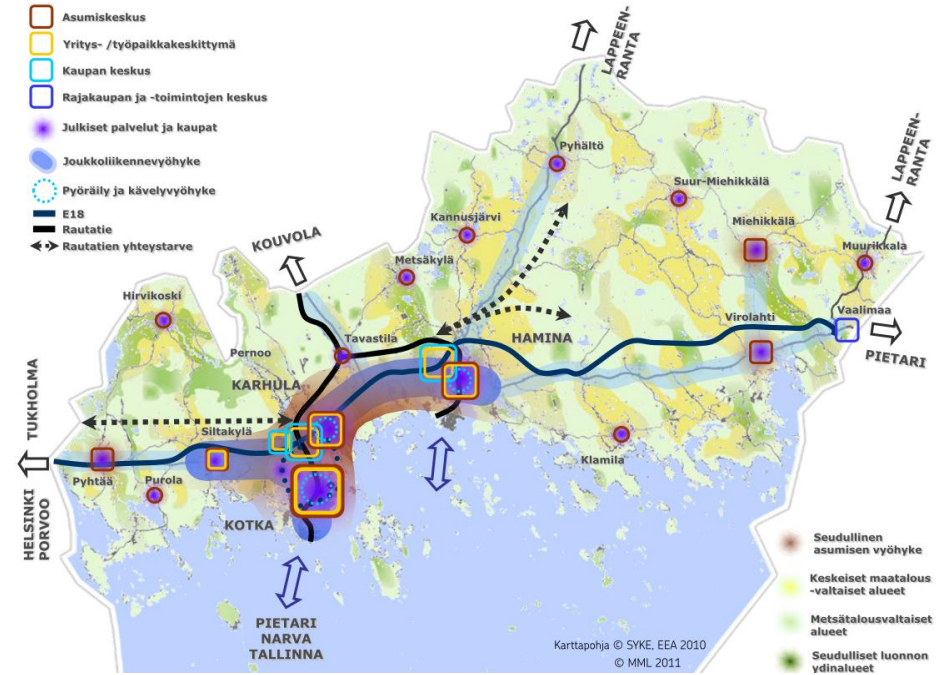 Asumiskeskus
Yritys- /työpaikkakeskittymä
Kaupan keskus
Rajakaupan ja -toimintojen keskus
Julkiset palvelut ja kaupat
Joukkoliikennevyöhyke
Pyöräily ja kävelyvyöhyke
E18
Rautatie
Rautatien yhteystarve
LAPPEEN-
RANTA
LAPPEEN-
RANTA
Pyhältö
Suur-Miehikkälä
Kannusjärvi
Miehikkälä
KOUVOLA
Metsäkylä
Muurikkala
Hirvikoski
Vaalimaa
Virolahti
Tavastila
HAMINA
Pernoo
PIETARI
KARHULA
TUKHOLMA
Siltakylä
Klamila
Pyhtää
Purola
HELSINKI
PORVOO
KOTKA
PIETARI
NARVA
TALLINNA
Seudullinen
asumisen vyöhyke
Keskeiset maatalous
-valtaiset alueet
Metsätalousvaltaiset
alueet
Seudulliset luonnon
ydinalueet
Karttapohja © SYKE, EEA 2010
© MML 2011